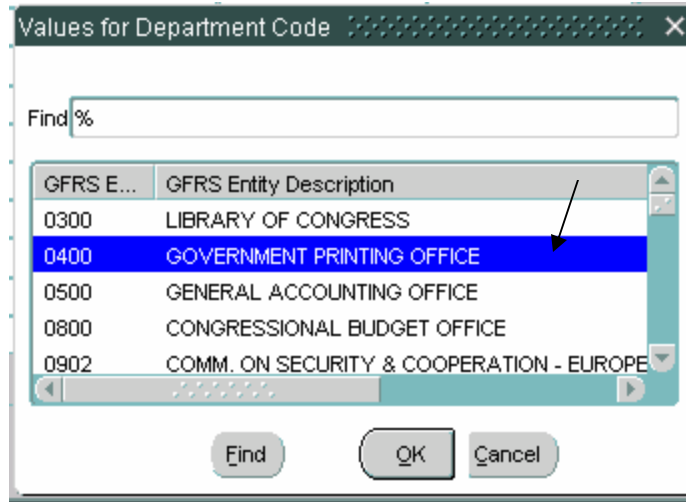 Values for Department Code
Find %
GFRS E... GFRS Entity Description
0300 LIBRARY OF CONGRESS
0400 GOVERNMENT PRINTING OFFICE
0500 GENERAL ACCOUNTING OFFICE
0800 CONGRESSIONAL BUDGET OFFICE
0902 COMM. ON SECURITY & COOPERATION - EUROPE
Find OK Cancel